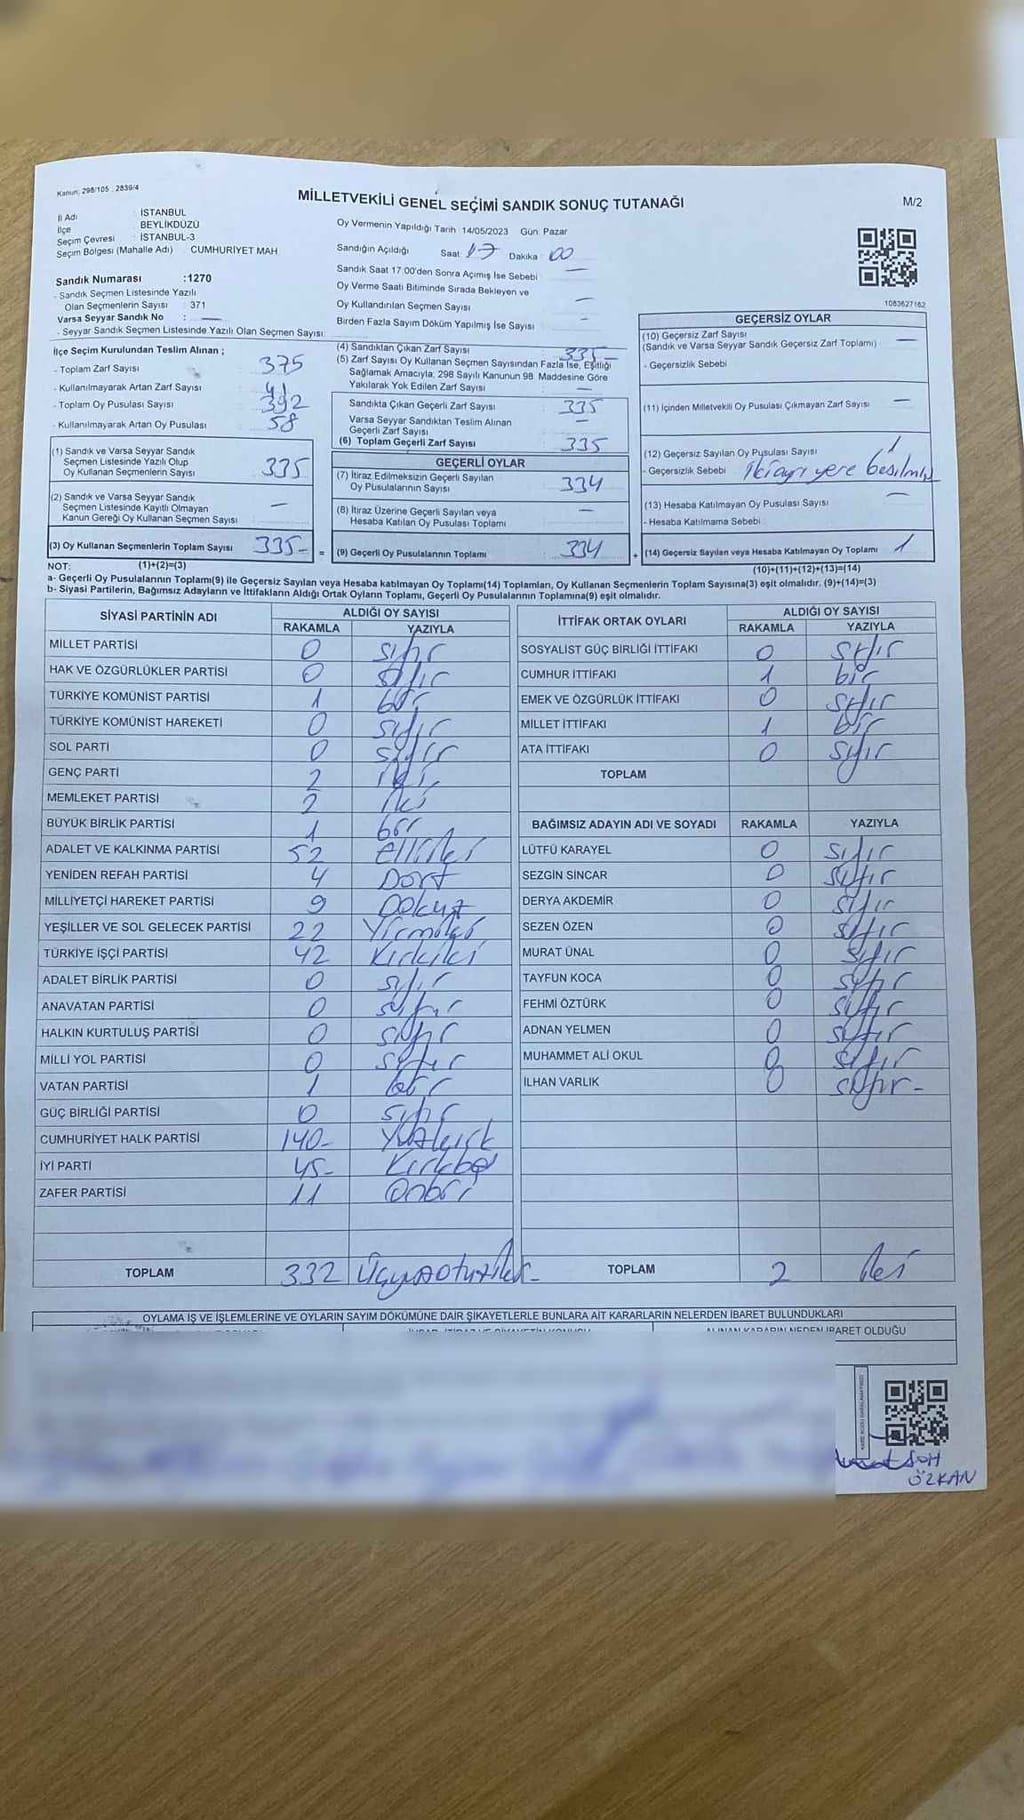 Kanun: 298/105 : 2839/4
MİLLETVEKİLİ GENEL SEÇİMİ SANDIK SONUÇ TUTANAĞI
M/2
İl Adı İSTANBUL
İlçe BEYLİKDÜZÜ
Seçim Çevresi İSTANBUL-3
Seçim Bölgesi (Mahalle Adı) CUMHURİYET MAH
Sandık Numarası :1270
- Sandık Seçmen Listesinde Yazılı
Olan Seçmenlerin Sayısı : 371
Varsa Seyyar Sandık No : —
- Seyyar Sandık Seçmen Listesinde Yazılı Olan Seçmen Sayısı:
Oy Vermenin Yapıldığı Tarih 14/05/2023 Gün: Pazar
Sandığın Açıldığı Saat 17 Dakika 00
Sandık Saat 17:00'den Sonra Açımış İse Sebebi —
Oy Verme Saati Bitiminde Sırada Bekleyen ve
Oy Kullandırılan Seçmen Sayısı —
Birden Fazla Sayım Döküm Yapılmış İse Sayısı —
1083627162
İlçe Seçim Kurulundan Teslim Alınan ;
- Toplam Zarf Sayısı 375
- Kullanılmayarak Artan Zarf Sayısı 41
- Toplam Oy Pusulası Sayısı 392
- Kullanılmayarak Artan Oy Pusulası 58
(1) Sandık ve Varsa Seyyar Sandık
Seçmen Listesinde Yazılı Olup
Oy Kullanan Seçmenlerin Sayısı 335
(2) Sandık ve Varsa Seyyar Sandık
Seçmen Listesinde Kayıtlı Olmayan
Kanun Gereği Oy Kullanan Seçmen Sayısı —
(3) Oy Kullanan Seçmenlerin Toplam Sayısı 335-
(4) Sandıktan Çıkan Zarf Sayısı 335-
(5) Zarf Sayısı Oy Kullanan Seçmen Sayısından Fazla İse, Eşitliği
Sağlamak Amacıyla, 298 Sayılı Kanunun 98. Maddesine Göre
Yakılarak Yok Edilen Zarf Sayısı —
Sandıkta Çıkan Geçerli Zarf Sayısı 335
Varsa Seyyar Sandıktan Teslim Alınan
Geçerli Zarf Sayısı —
(6) Toplam Geçerli Zarf Sayısı 335
GEÇERLİ OYLAR
(7) İtiraz Edilmeksizin Geçerli Sayılan
Oy Pusulalarının Sayısı 334
(8) İtiraz Üzerine Geçerli Sayılan veya
Hesaba Katılan Oy Pusulası Toplamı —
= (9) Geçerli Oy Pusulalarının Toplamı 334
GEÇERSİZ OYLAR
(10) Geçersiz Zarf Sayısı
(Sandık ve Varsa Seyyar Sandık Geçersiz Zarf Toplamı) : —
- Geçersizlik Sebebi
(11) İçinden Milletvekili Oy Pusulası Çıkmayan Zarf Sayısı —
(12) Geçersiz Sayılan Oy Pusulası Sayısı 1
- Geçersizlik Sebebi İki ayrı yere basılmış
(13) Hesaba Katılmayan Oy Pusulası Sayısı —
- Hesaba Katılmama Sebebi
+ (14) Geçersiz Sayılan veya Hesaba Katılmayan Oy Toplamı 1
NOT: (1)+(2)=(3)
(10)+(11)+(12)+(13)=(14)
a- Geçerli Oy Pusulalarının Toplamı(9) ile Geçersiz Sayılan veya Hesaba katılmayan Oy Toplamı(14) Toplamları, Oy Kullanan Seçmenlerin Toplam Sayısına(3) eşit olmalıdır. (9)+(14)=(3)
b- Siyasi Partilerin, Bağımsız Adayların ve İttifakların Aldığı Ortak Oyların Toplamı, Geçerli Oy Pusulalarının Toplamına(9) eşit olmalıdır.
SİYASİ PARTİNİN ADI ALDIĞI OY SAYISI
RAKAMLA YAZIYLA
MİLLET PARTİSİ 0 sıfır
HAK VE ÖZGÜRLÜKLER PARTİSİ 0 sıfır
TÜRKİYE KOMÜNİST PARTİSİ 1 bir
TÜRKİYE KOMÜNİST HAREKETİ 0 sıfır
SOL PARTİ 0 sıfır
GENÇ PARTİ 2 iki
MEMLEKET PARTİSİ 2 iki
BÜYÜK BİRLİK PARTİSİ 1 bir
ADALET VE KALKINMA PARTİSİ 52 elliiki
YENİDEN REFAH PARTİSİ 4 Dört
MİLLİYETÇİ HAREKET PARTİSİ 9 Dokuz
YEŞİLLER VE SOL GELECEK PARTİSİ 22 Yirmiiki
TÜRKİYE İŞÇİ PARTİSİ 42 Kırkiki
ADALET BİRLİK PARTİSİ 0 sıfır
ANAVATAN PARTİSİ 0 sıfır
HALKIN KURTULUŞ PARTİSİ 0 sıfır
MİLLİ YOL PARTİSİ 0 sıfır
VATAN PARTİSİ 1 bir
GÜÇ BİRLİĞİ PARTİSİ 0 sıfır
CUMHURİYET HALK PARTİSİ 140- Yüzkırk
İYİ PARTİ 45- Kırkbeş
ZAFER PARTİSİ 11 Onbir
TOPLAM 332 Üçyüzotuziki-
İTTİFAK ORTAK OYLARI ALDIĞI OY SAYISI
RAKAMLA YAZIYLA
SOSYALİST GÜÇ BİRLİĞİ İTTİFAKI 0 sıfır
CUMHUR İTTİFAKI 1 bir
EMEK VE ÖZGÜRLÜK İTTİFAKI 0 sıfır
MİLLET İTTİFAKI 1 bir
ATA İTTİFAKI 0 sıfır
TOPLAM
BAĞIMSIZ ADAYIN ADI VE SOYADI RAKAMLA YAZIYLA
LÜTFÜ KARAYEL 0 sıfır
SEZGİN SİNCAR 0 sıfır
DERYA AKDEMİR 0 sıfır
SEZEN ÖZEN 0 sıfır
MURAT ÜNAL 0 sıfır
TAYFUN KOCA 0 sıfır
FEHMİ ÖZTÜRK 0 sıfır
ADNAN YELMEN 0 sıfır
MUHAMMET ALİ OKUL 0 sıfır
İLHAN VARLIK 0 sıfır-
TOPLAM 2 iki
OYLAMA İŞ VE İŞLEMLERİNE VE OYLARIN SAYIM DÖKÜMÜNE DAİR ŞİKAYETLERLE BUNLARA AİT KARARLARIN NELERDEN İBARET BULUNDUKLARI
ALINAN KARARIN NEDEN İBARET OLDUĞU
ÖZKAN